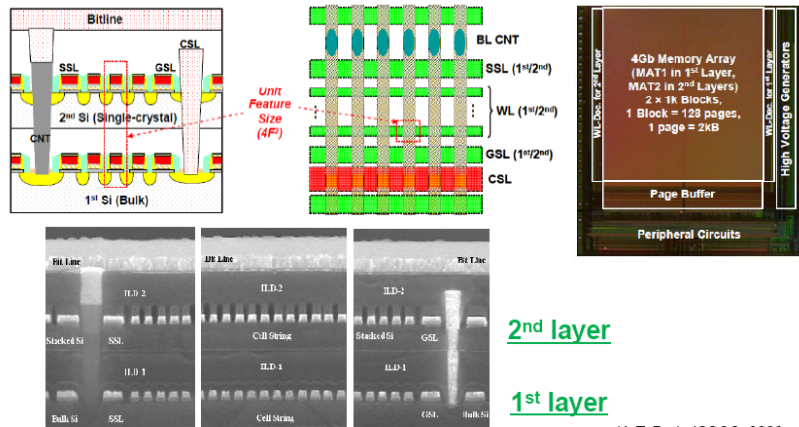 Bitline
CSL
SSL
GSL
2nd Si (Single-crystal)
CNT
1st Si (Bulk)
Unit
Feature
Size
(4F²)
BL CNT
SSL (1st/2nd)
WL (1st/2nd)
GSL (1st/2nd)
CSL
WL-Dec. for 2nd Layer
4Gb Memory Array
(MAT1 in 1st Layer,
MAT2 in 2nd Layers)
2 x 1k Blocks,
1 Block = 128 pages,
1 page = 2kB
WL-Dec. for 1st Layer
High Voltage Generators
Page Buffer
Peripheral Circuits
Bit Line
ILD-2
Stacked Si
SSL
ILD-1
Bulk Si
SSL
Bit Line
ILD-2
Cell String
ILD-1
Cell String
Bit Line
ILD-2
Stacked Si
GSL
ILD-1
GSL
Bulk Si
2nd layer
1st layer